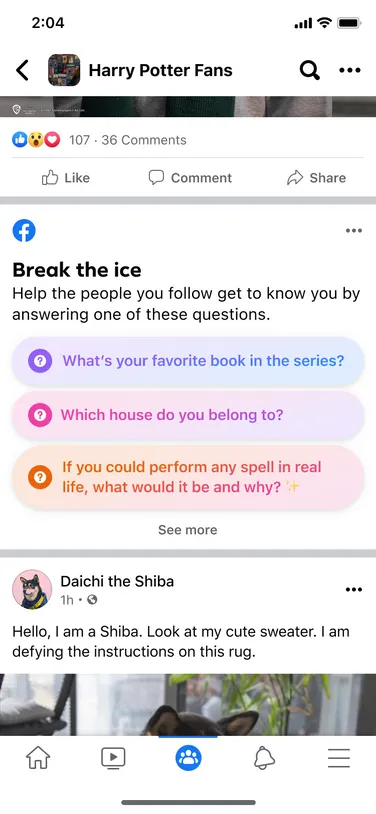 2:04
Harry Potter Fans
107 · 36 Comments
Like
Comment
Share
Break the ice
Help the people you follow get to know you by
answering one of these questions.
What's your favorite book in the series?
Which house do you belong to?
If you could perform any spell in real
life, what would it be and why? ✨
See more
Daichi the Shiba
1h ·
Hello, I am a Shiba. Look at my cute sweater. I am
defying the instructions on this rug.